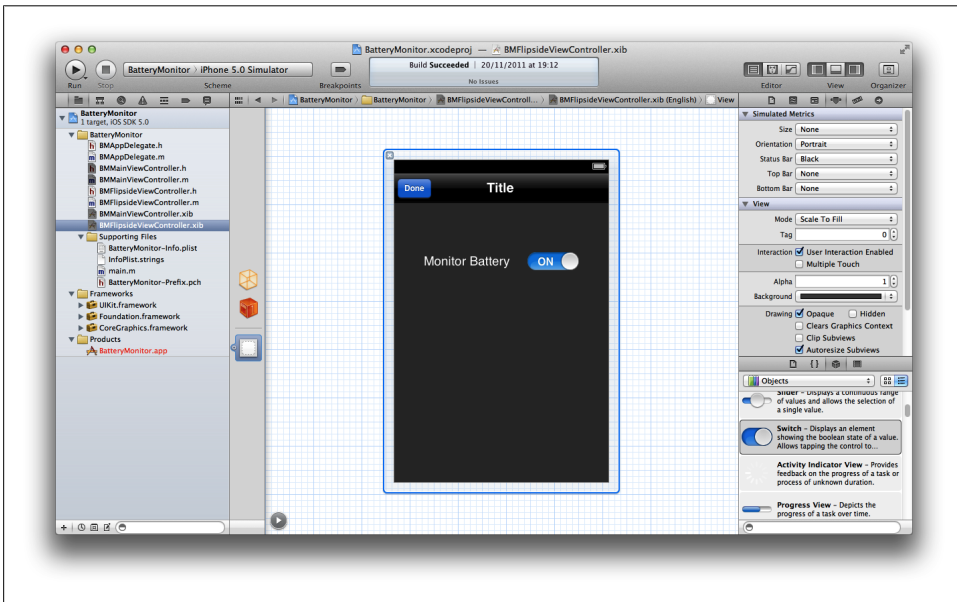 BatteryMonitor.xcodeproj — BMFlipsideViewController.xib
BatteryMonitor › iPhone 5.0 Simulator
Build Succeeded | 20/11/2011 at 19:12
No Issues
Run Stop Scheme Breakpoints Editor View Organizer
BatteryMonitor › BatteryMonitor › BMFlipsideViewControll... › BMFlipsideViewController.xib (English) › View
BatteryMonitor
1 target, iOS SDK 5.0
BatteryMonitor
BMAppDelegate.h
BMAppDelegate.m
BMMainViewController.h
BMMainViewController.m
BMFlipsideViewController.h
BMFlipsideViewController.m
BMMainViewController.xib
BMFlipsideViewController.xib
Supporting Files
BatteryMonitor-Info.plist
InfoPlist.strings
main.m
BatteryMonitor-Prefix.pch
Frameworks
UIKit.framework
Foundation.framework
CoreGraphics.framework
Products
BatteryMonitor.app
Done Title
Monitor Battery ON
Simulated Metrics
Size None
Orientation Portrait
Status Bar Black
Top Bar None
Bottom Bar None
View
Mode Scale To Fill
Tag 0
Interaction User Interaction Enabled
Multiple Touch
Alpha 1
Background
Drawing Opaque Hidden
Clears Graphics Context
Clip Subviews
Autoresize Subviews
Objects
Slider – Displays a continuous range
of values and allows the selection of
a single value.
Switch – Displays an element
showing the boolean state of a value.
Allows tapping the control to...
Activity Indicator View – Provides
feedback on the progress of a task or
process of unknown duration.
Progress View – Depicts the
progress of a task over time.